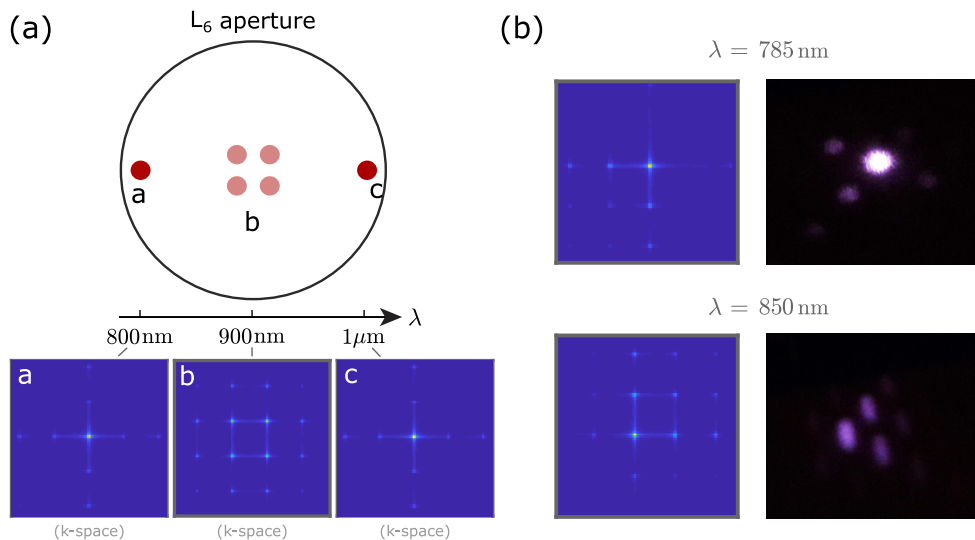 (a)
L₆ aperture
a
b
c
800nm
900nm
1μm
λ
a
b
c
(k-space)
(k-space)
(k-space)
(b)
λ = 785 nm
λ = 850 nm